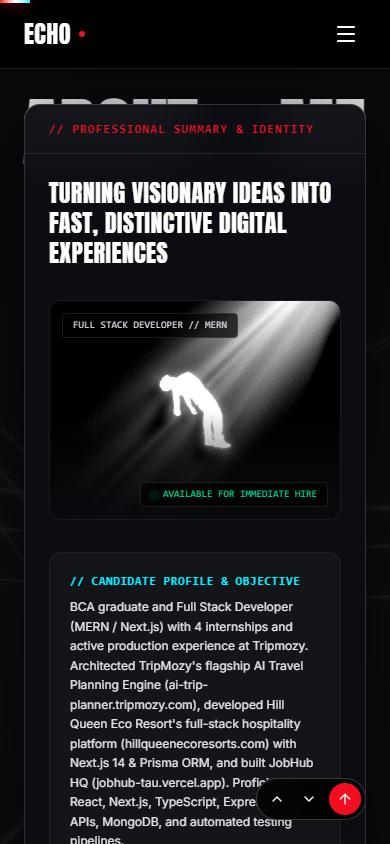 ECHO
ABOUT ME
// PROFESSIONAL SUMMARY & IDENTITY
TURNING VISIONARY IDEAS INTO
FAST, DISTINCTIVE DIGITAL
EXPERIENCES
FULL STACK DEVELOPER // MERN
AVAILABLE FOR IMMEDIATE HIRE
// CANDIDATE PROFILE & OBJECTIVE
BCA graduate and Full Stack Developer
(MERN / Next.js) with 4 internships and
active production experience at Tripmozy.
Architected TripMozy's flagship AI Travel
Planning Engine (ai-trip-
planner.tripmozy.com), developed Hill
Queen Eco Resort's full-stack hospitality
platform (hillqueenecoresorts.com) with
Next.js 14 & Prisma ORM, and built JobHub
HQ (jobhub-tau.vercel.app).
React, Next.js, TypeScript,
APIs, MongoDB, and automated testing
pipelines.